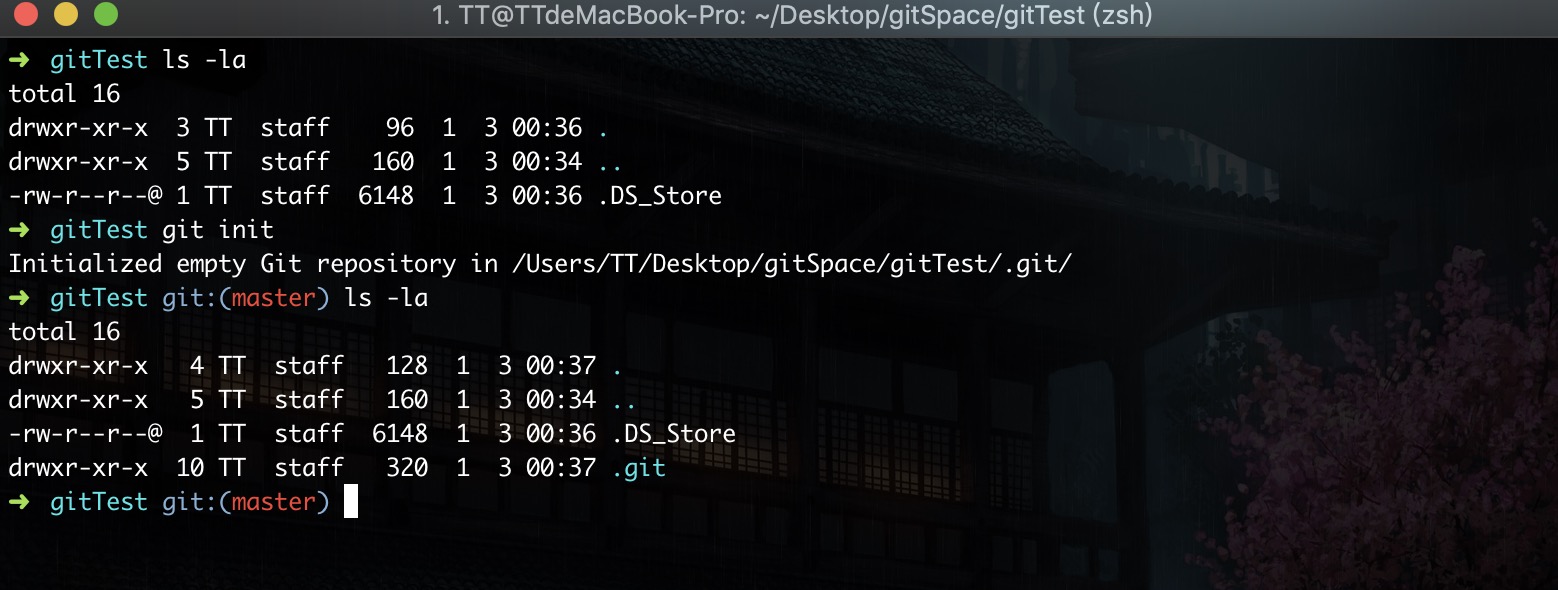 1. TT@TTdeMacBook-Pro: ~/Desktop/gitSpace/gitTest (zsh)
➜  gitTest ls -la
total 16
drwxr-xr-x  3 TT  staff    96  1  3 00:36 .
drwxr-xr-x  5 TT  staff   160  1  3 00:34 ..
-rw-r--r--@ 1 TT  staff  6148  1  3 00:36 .DS_Store
➜  gitTest git init
Initialized empty Git repository in /Users/TT/Desktop/gitSpace/gitTest/.git/
➜  gitTest git:(master) ls -la
total 16
drwxr-xr-x   4 TT  staff   128  1  3 00:37 .
drwxr-xr-x   5 TT  staff   160  1  3 00:34 ..
-rw-r--r--@  1 TT  staff  6148  1  3 00:36 .DS_Store
drwxr-xr-x  10 TT  staff   320  1  3 00:37 .git
➜  gitTest git:(master)